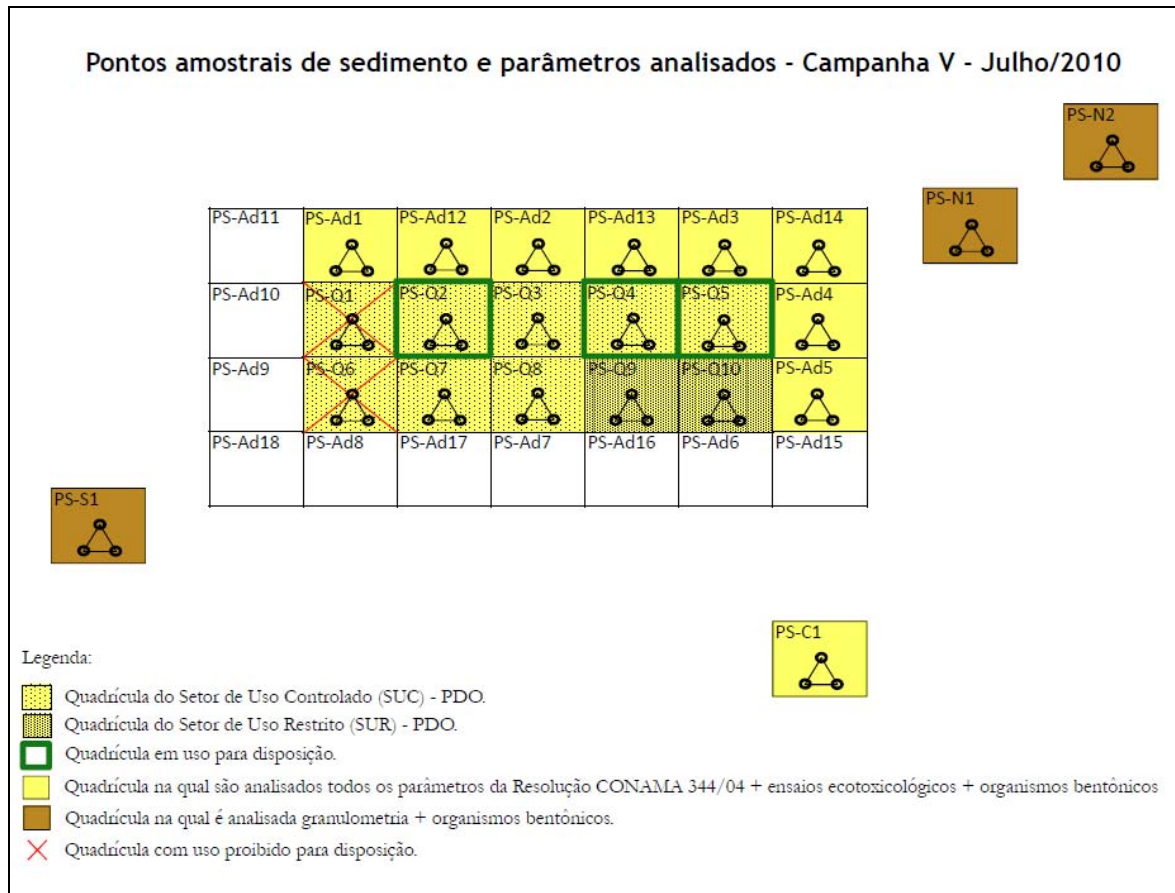 Pontos amostrais de sedimento e parâmetros analisados - Campanha V - Julho/2010
PS-N2
PS-N1
PS-Ad11 PS-Ad1 PS-Ad12 PS-Ad2 PS-Ad13 PS-Ad3 PS-Ad14
PS-Ad10 PS-Q1 PS-Q2 PS-Q3 PS-Q4 PS-Q5 PS-Ad4
PS-Ad9 PS-Q6 PS-Q7 PS-Q8 PS-Q9 PS-Q10 PS-Ad5
PS-Ad18 PS-Ad8 PS-Ad17 PS-Ad7 PS-Ad16 PS-Ad6 PS-Ad15
PS-S1
PS-C1
Legenda:
Quadrícula do Setor de Uso Controlado (SUC) - PDO.
Quadrícula do Setor de Uso Restrito (SUR) - PDO.
Quadrícula em uso para disposição.
Quadrícula na qual são analisados todos os parâmetros da Resolução CONAMA 344/04 + ensaios ecotoxicológicos + organismos bentônicos
Quadrícula na qual é analisada granulometria + organismos bentônicos.
Quadrícula com uso proibido para disposição.